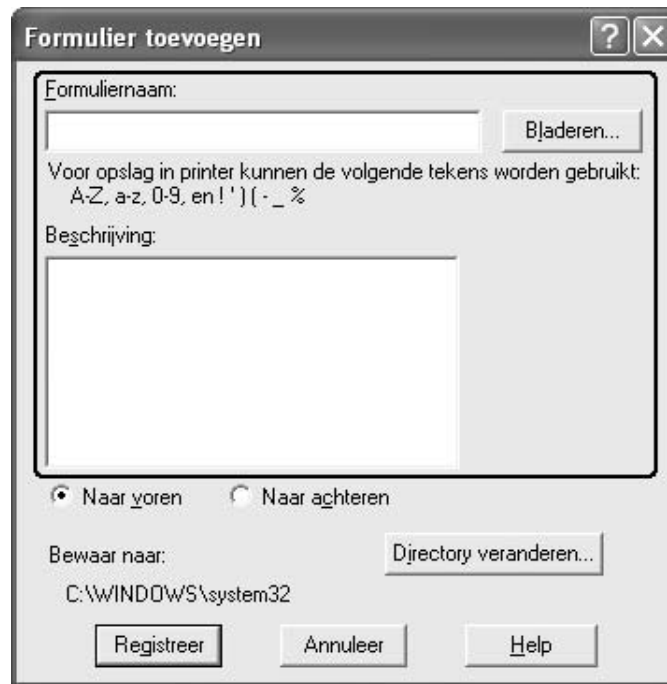 Formulier toevoegen
Formuliernaam:
Bladeren...
Voor opslag in printer kunnen de volgende tekens worden gebruikt:
A-Z, a-z, 0-9, en ! ' ) ( - _ %
Beschrijving:
Naar voren Naar achteren
Bewaar naar:
Directory veranderen...
C:\WINDOWS\system32
Registreer Annuleer Help